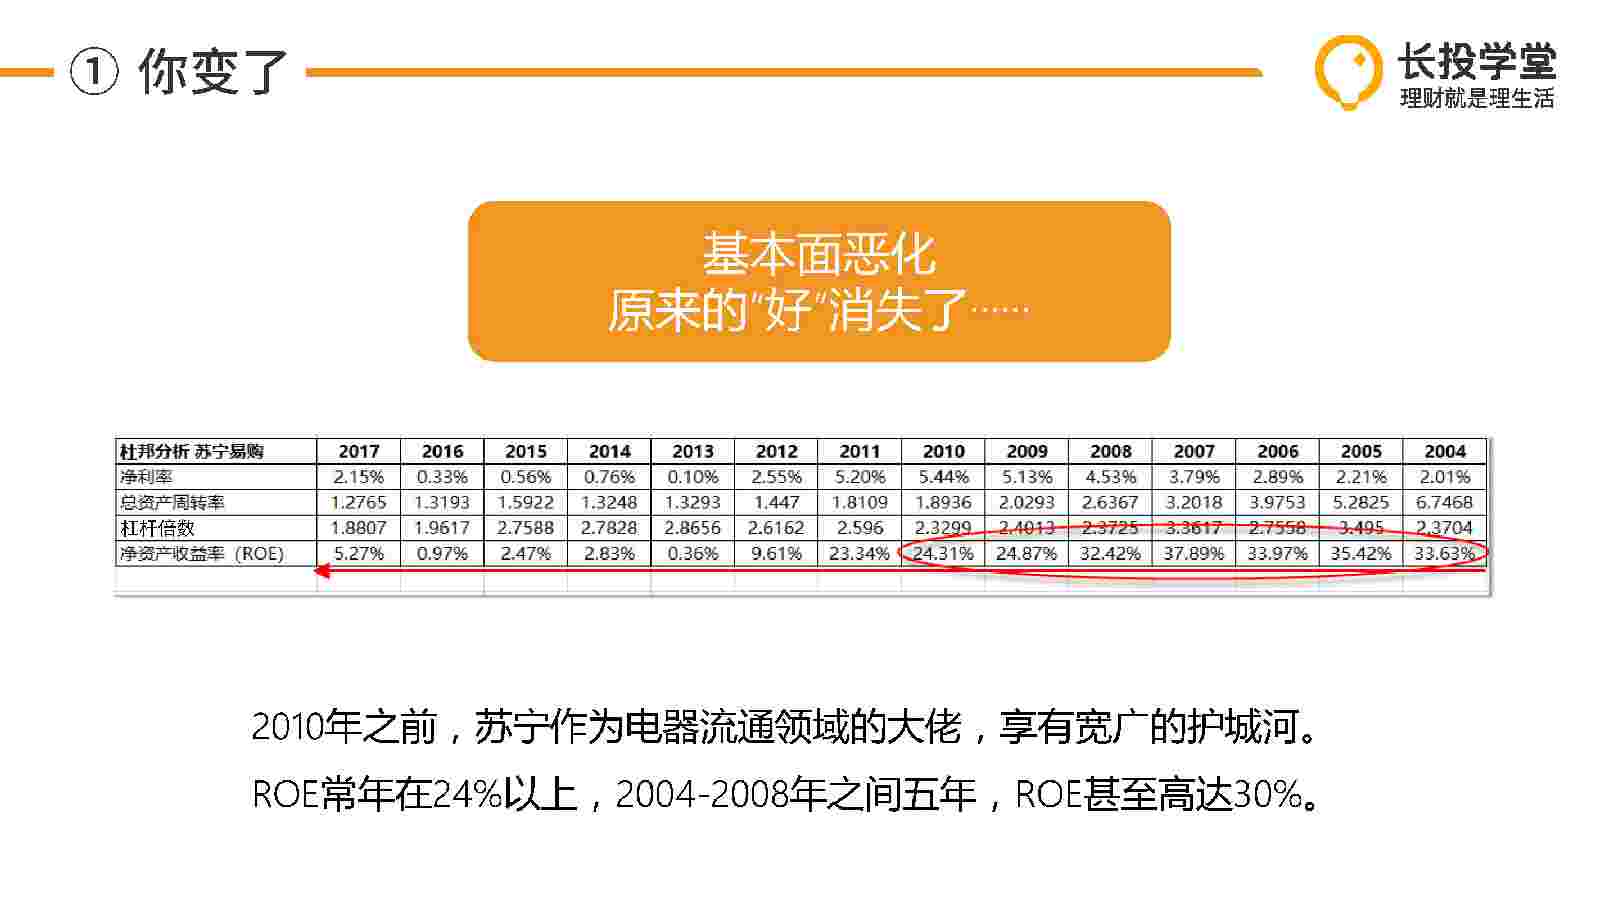 ① 你变了
长投学堂
理财就是理生活
基本面恶化
原来的“好”消失了……
杜邦分析 苏宁易购 2017 2016 2015 2014 2013 2012 2011 2010 2009 2008 2007 2006 2005 2004
净利率 2.15% 0.33% 0.56% 0.76% 0.10% 2.55% 5.20% 5.44% 5.13% 4.53% 3.79% 2.89% 2.21% 2.01%
总资产周转率 1.2765 1.3193 1.5922 1.3248 1.3293 1.447 1.8109 1.8936 2.0293 2.6367 3.2018 3.9753 5.2825 6.7468
杠杆倍数 1.8807 1.9617 2.7588 2.7828 2.8656 2.6162 2.596 2.3299 2.4013 2.3725 3.3617 2.7558 3.495 2.3704
净资产收益率（ROE） 5.27% 0.97% 2.47% 2.83% 0.36% 9.61% 23.34% 24.31% 24.87% 32.42% 37.89% 33.97% 35.42% 33.63%
2010年之前，苏宁作为电器流通领域的大佬，享有宽广的护城河。
ROE常年在24%以上，2004-2008年之间五年，ROE甚至高达30%。